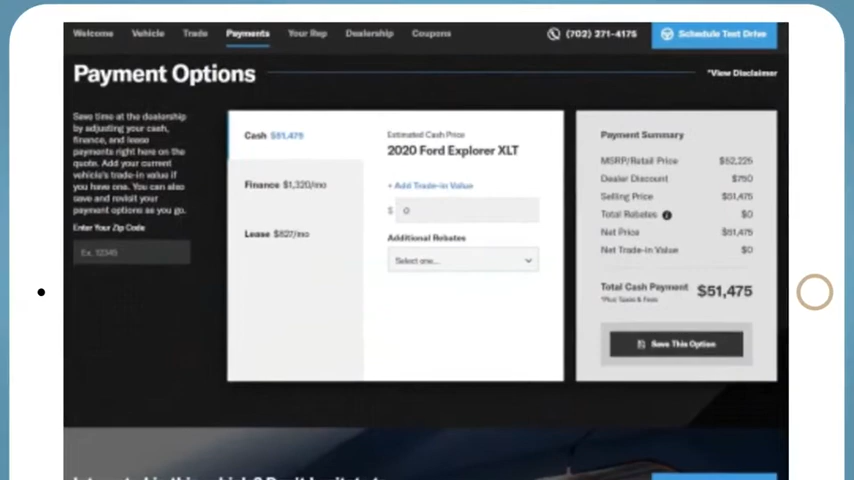 Welcome Vehicle Trade Payments Your Rep Dealership Coupons (702) 271-4175 Schedule Test Drive
Payment Options
*View Disclaimer
Save time at the dealership
by adjusting your cash,
finance, and lease
payments right here on the
quote. Add your current
vehicle's trade-in value if
you have one. You can also
save and revisit your
payment options as you go.
Enter Your Zip Code
Ex. 12345
Cash $51,475
Finance $1,320/mo
Lease $827/mo
Estimated Cash Price
2020 Ford Explorer XLT
+ Add Trade-in Value
$ 0
Additional Rebates
Select one...
Payment Summary
MSRP/Retail Price $52,225
Dealer Discount $750
Selling Price $51,475
Total Rebates $0
Net Price $51,475
Net Trade-in Value $0
Total Cash Payment $51,475
*Plus Taxes & Fees
Save This Option